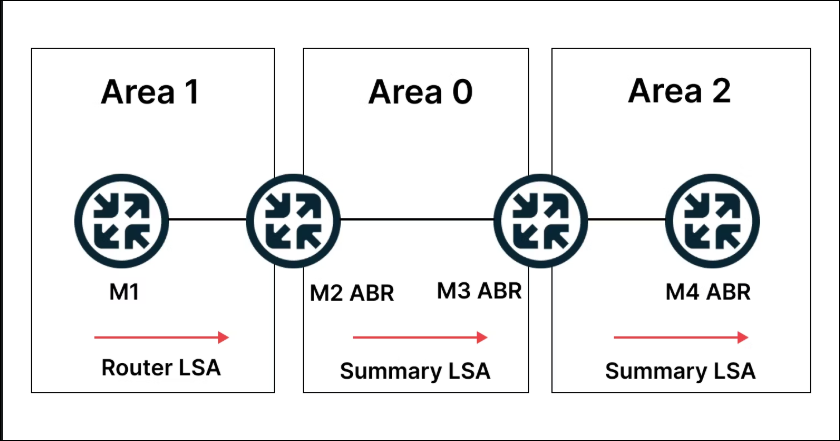 Area 1
Area 0
Area 2
M1
M2 ABR
M3 ABR
M4 ABR
Router LSA
Summary LSA
Summary LSA